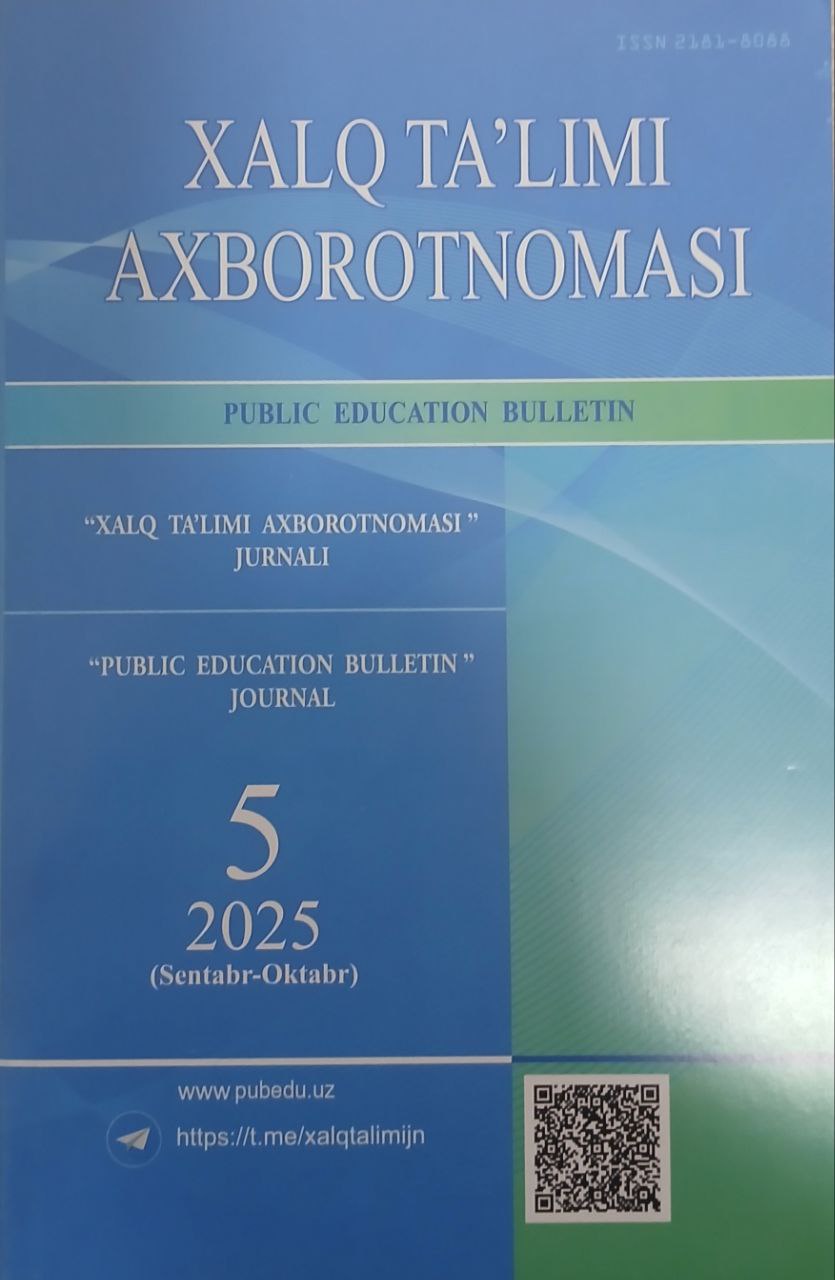 ISSN 2181-8088
XALQ TA’LIMI
AXBOROTNOMASI
PUBLIC EDUCATION BULLETIN
“XALQ TA’LIMI AXBOROTNOMASI”
JURNALI
“PUBLIC EDUCATION BULLETIN”
JOURNAL
5
2025
(Sentabr-Oktabr)
www.pubedu.uz
https://t.me/xalqtalimijn